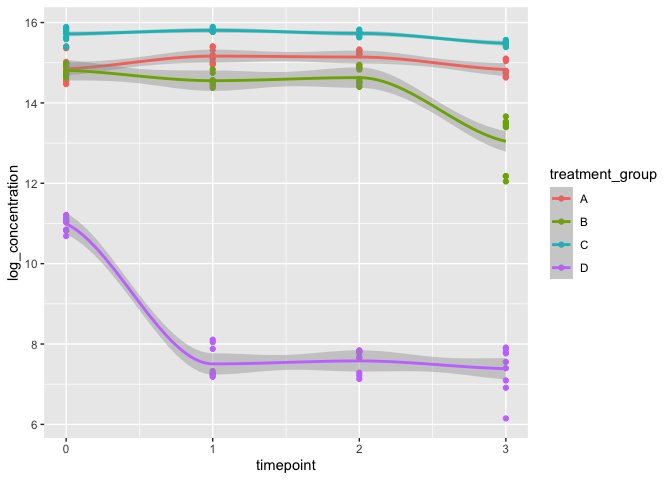 16
14
12
10
8
6
log_concentration
0
1
2
3
timepoint
treatment_group
A
B
C
D